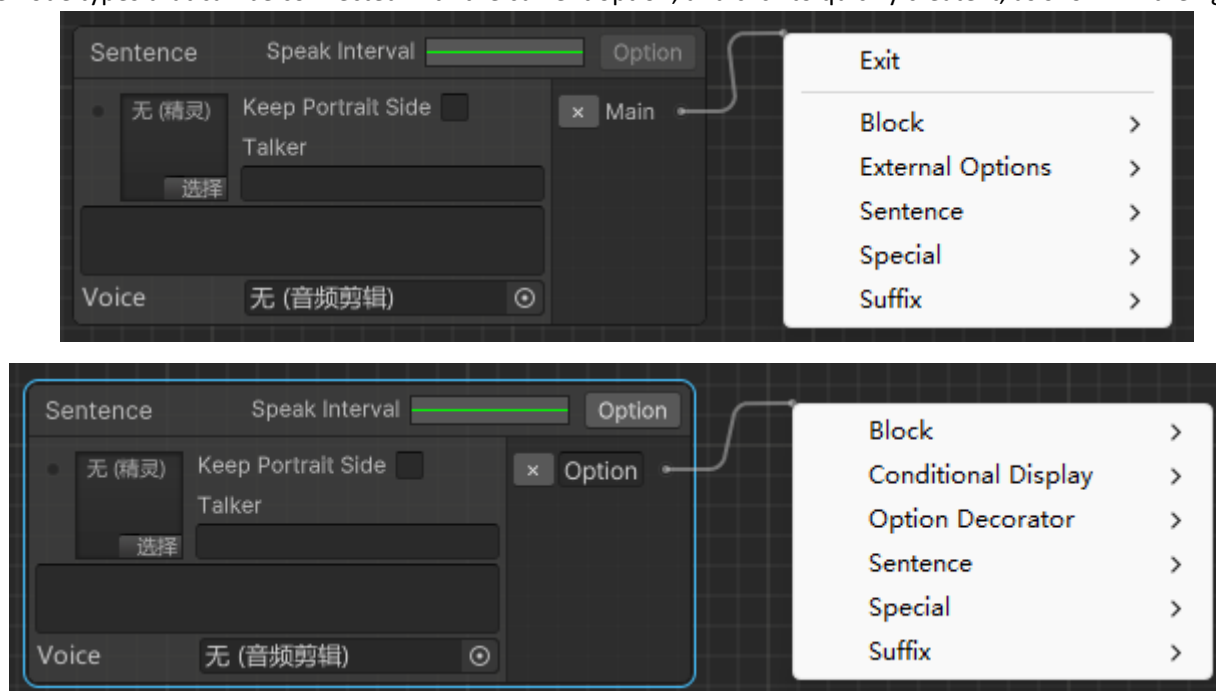 Sentence Speak Interval Option
无 (精灵) Keep Portrait Side × Main
Talker
选择
Voice 无 (音频剪辑)
Exit
Block >
External Options >
Sentence >
Special >
Suffix >
Sentence Speak Interval Option
无 (精灵) Keep Portrait Side × Option
Talker
选择
Voice 无 (音频剪辑)
Block >
Conditional Display >
Option Decorator >
Sentence >
Special >
Suffix >